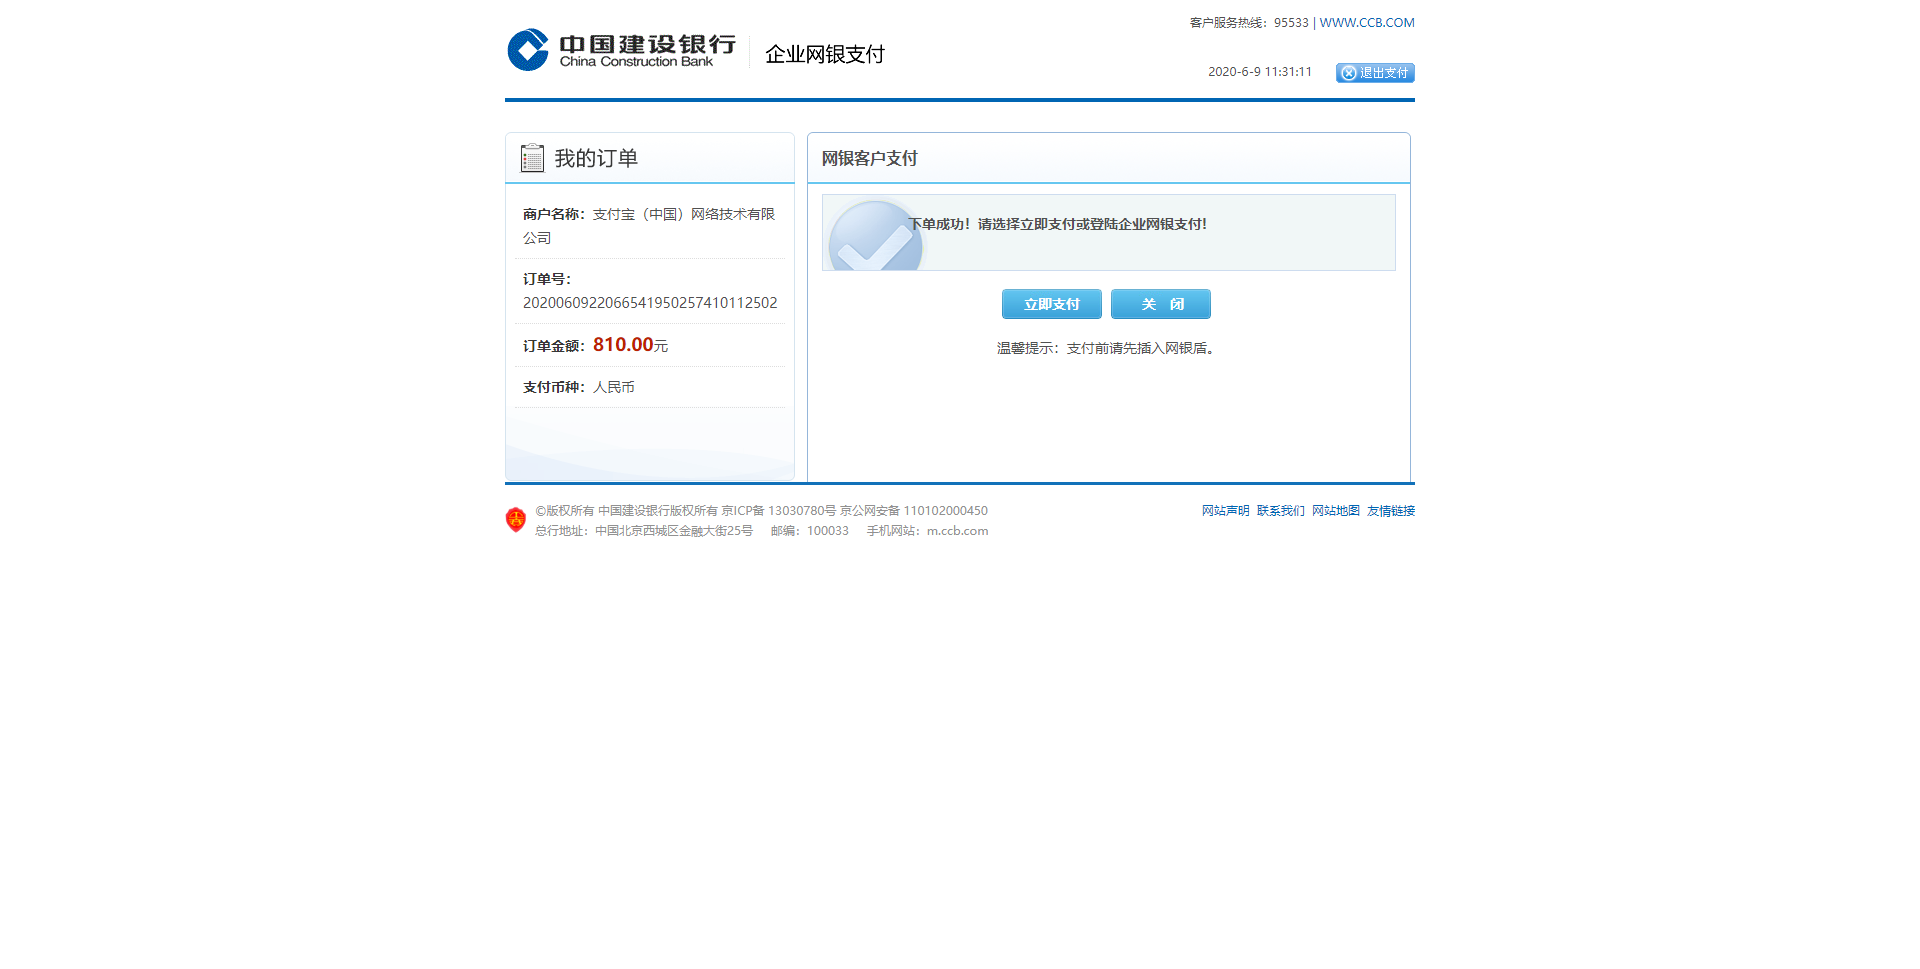 客户服务热线：95533 | WWW.CCB.COM
中国建设银行
China Construction Bank
企业网银支付
2020-6-9 11:31:11
退出支付
我的订单
商户名称：支付宝（中国）网络技术有限
公司
订单号：
2020060922066541950257410112502
订单金额：810.00元
支付币种：人民币
网银客户支付
下单成功！请选择立即支付或登陆企业网银支付!
立即支付
关 闭
温馨提示：支付前请先插入网银盾。
©版权所有 中国建设银行版权所有 京ICP备 13030780号 京公网安备 110102000450
总行地址：中国北京西城区金融大街25号 邮编：100033 手机网站：m.ccb.com
网站声明 联系我们 网站地图 友情链接